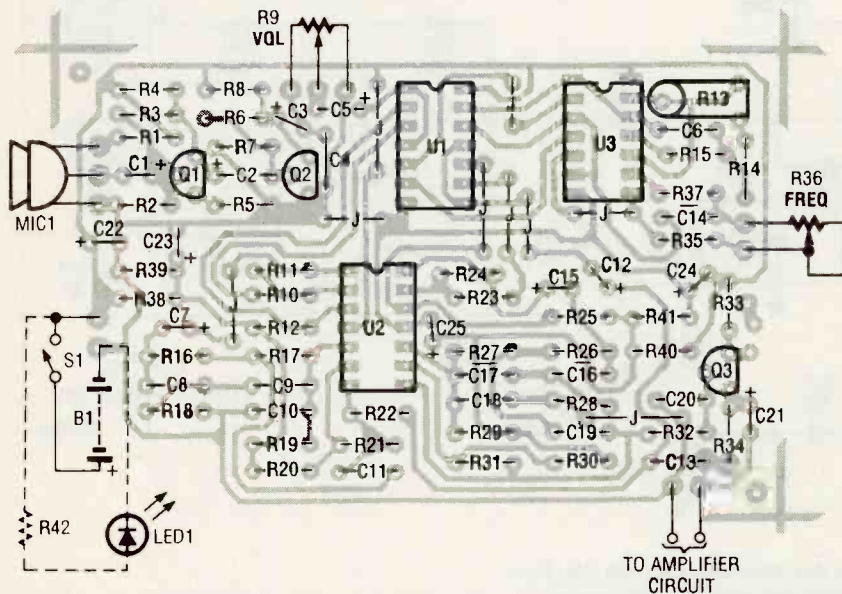 R9
VOL
R4
R8
R3
R6
C3
C5
J
J
R13
R1
R7
C4
U1
U3
C6
R15
R14
C1
Q1
C2
Q2
R37
R36
FREQ
MIC1
R2
R5
J
J
J
J
J
C14
C22
C23
R35
R39
R11
R24
C15
C12
C24
R38
R10
R23
R33
C7
J
R12
U2
C25
R25
R41
S1
R16
R17
R27
R26
R40
Q3
B1
C8
C9
C17
C16
R18
C10
R22
C18
R28
C20
C21
J
R19
R21
R29
C19
R32
R34
R20
C11
R31
R30
C13
R42
LED1
TO AMPLIFIER
CIRCUIT